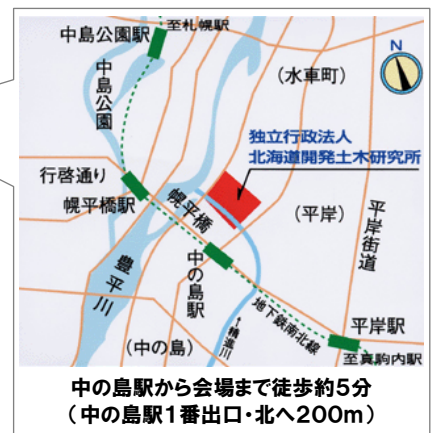 至札幌駅
中島公園駅
(水車町)
N
中島公園
独立行政法人
北海道開発土木研究所
行啓通り
幌平橋駅
幌平橋
(平岸)
平岸街道
豊平川
中の島駅
地下鉄南北線
平岸駅
(中の島)
精進川
至真駒内駅
中の島駅から会場まで徒歩約5分
(中の島駅1番出口・北へ200m)